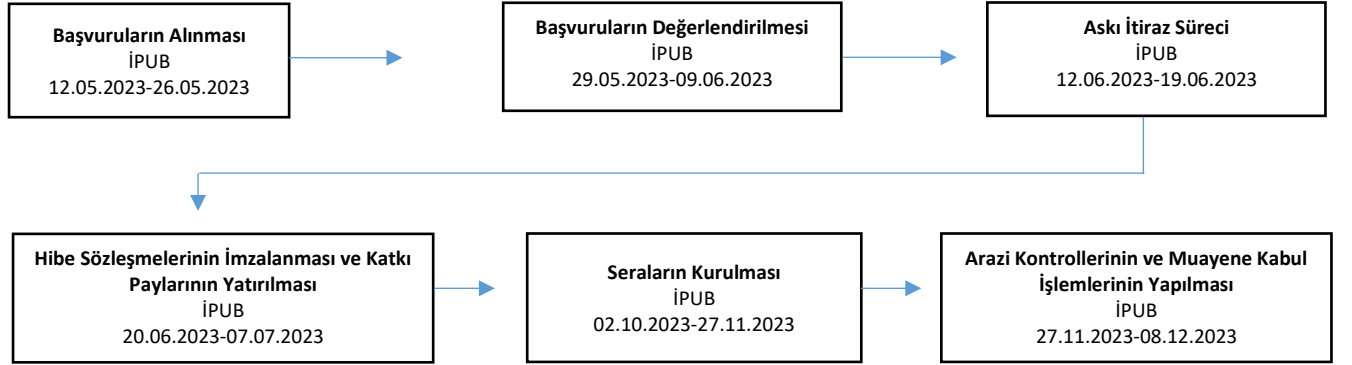 Başvuruların Alınması
İPUB
12.05.2023-26.05.2023
Başvuruların Değerlendirilmesi
İPUB
29.05.2023-09.06.2023
Askı İtiraz Süreci
İPUB
12.06.2023-19.06.2023
Hibe Sözleşmelerinin İmzalanması ve Katkı
Paylarının Yatırılması
İPUB
20.06.2023-07.07.2023
Seraların Kurulması
İPUB
02.10.2023-27.11.2023
Arazi Kontrollerinin ve Muayene Kabul
İşlemlerinin Yapılması
İPUB
27.11.2023-08.12.2023